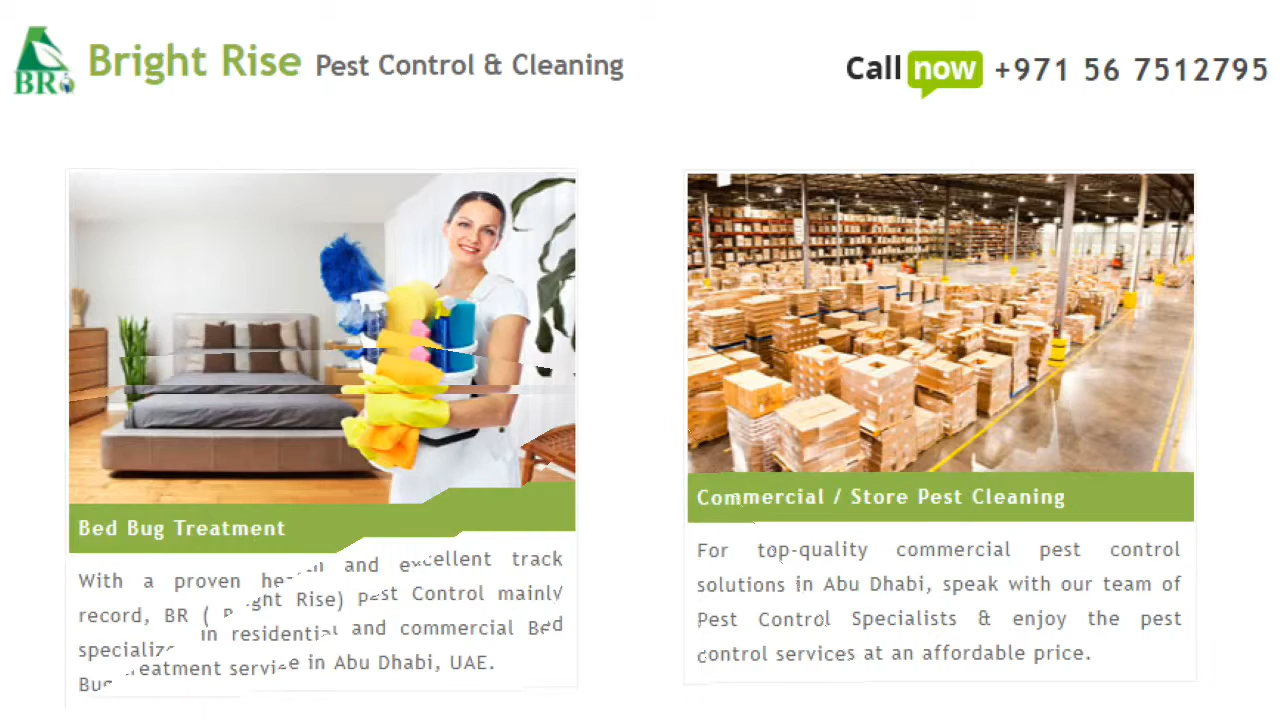 BR
Bright Rise Pest Control & Cleaning
Call now +971 56 7512795
Bed Bug Treatment
With a proven and excellent track
record, BR ( Bright Rise) pest Control mainly
in residential and commercial Bed
Bug treatment service in Abu Dhabi, UAE.
Commercial / Store Pest Cleaning
For top-quality commercial pest control
solutions in Abu Dhabi, speak with our team of
Pest Control Specialists & enjoy the pest
control services at an affordable price.